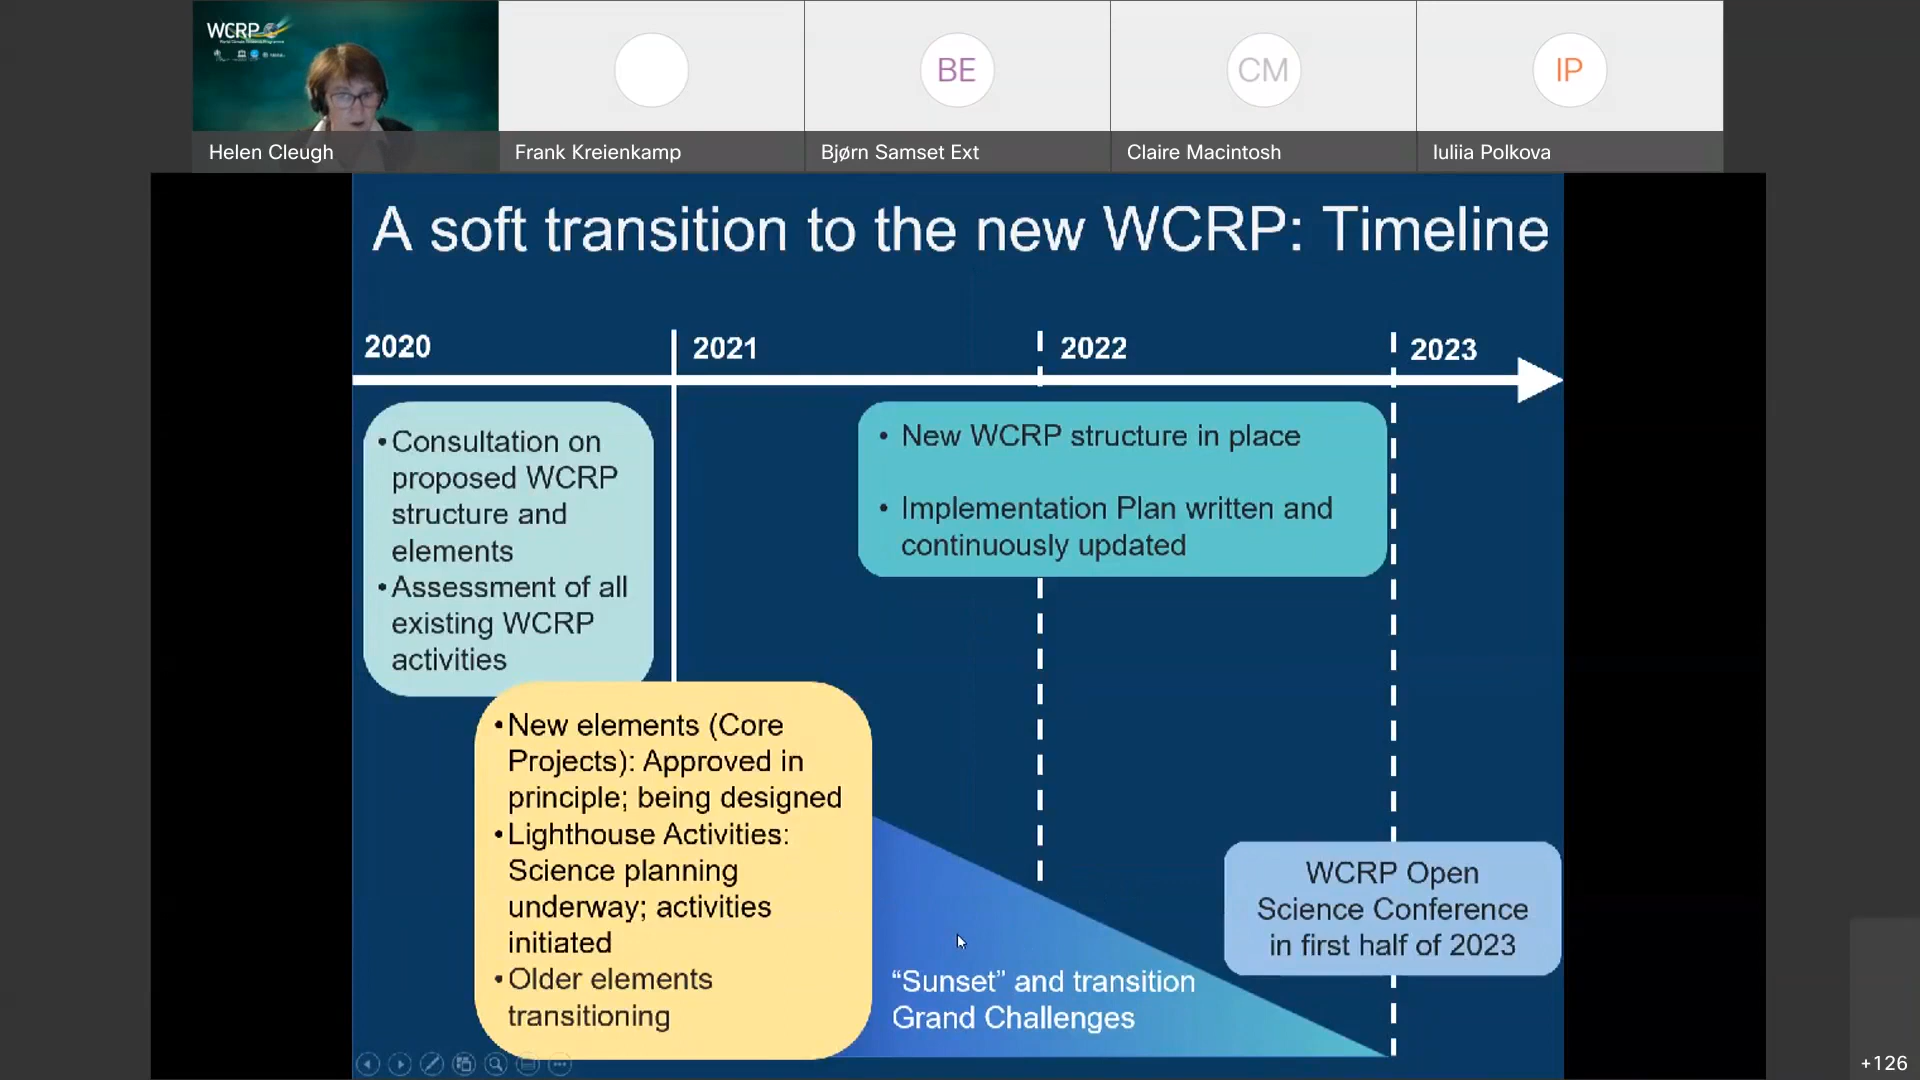 WCRP
Helen Cleugh
Frank Kreienkamp
BE
Bjørn Samset Ext
CM
Claire Macintosh
IP
Iuliia Polkova
A soft transition to the new WCRP: Timeline
2020
2021
2022
2023
•Consultation on
proposed WCRP
structure and
elements
•Assessment of all
existing WCRP
activities
• New WCRP structure in place
• Implementation Plan written and
continuously updated
•New elements (Core
Projects): Approved in
principle; being designed
•Lighthouse Activities:
Science planning
underway; activities
initiated
•Older elements
transitioning
“Sunset” and transition
Grand Challenges
WCRP Open
Science Conference
in first half of 2023
+126